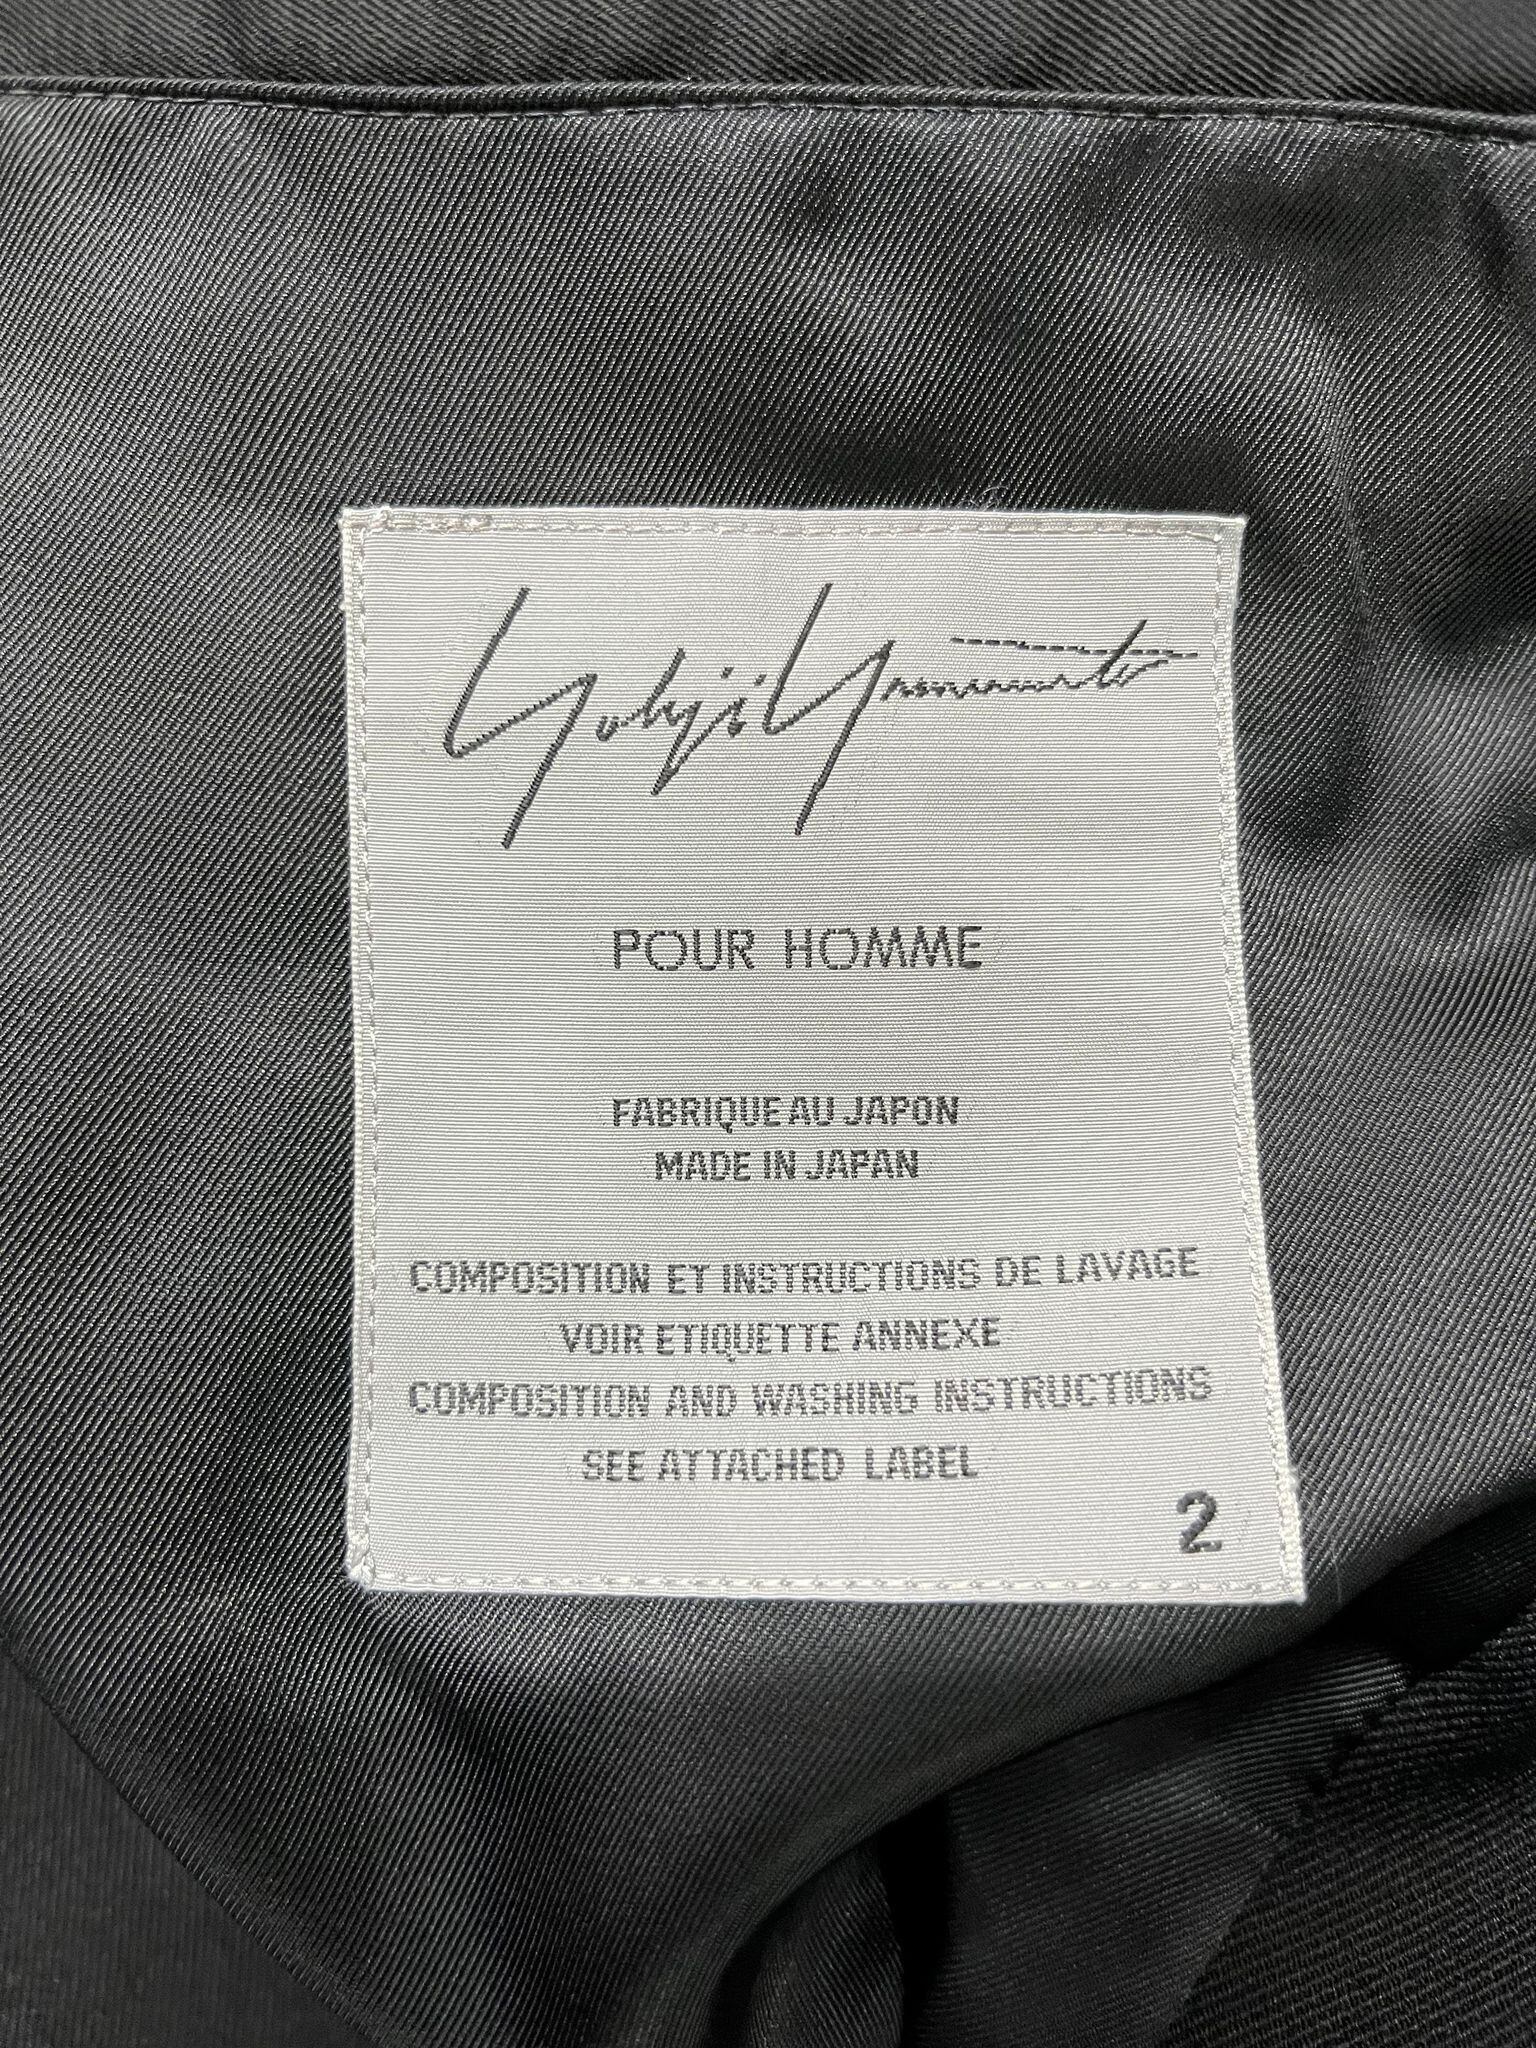 Yohji Yamamoto
POUR HOMME
FABRIQUE AU JAPON
MADE IN JAPAN
COMPOSITION ET INSTRUCTIONS DE LAVAGE
VOIR ETIQUETTE ANNEXE
COMPOSITION AND WASHING INSTRUCTIONS
SEE ATTACHED LABEL
2